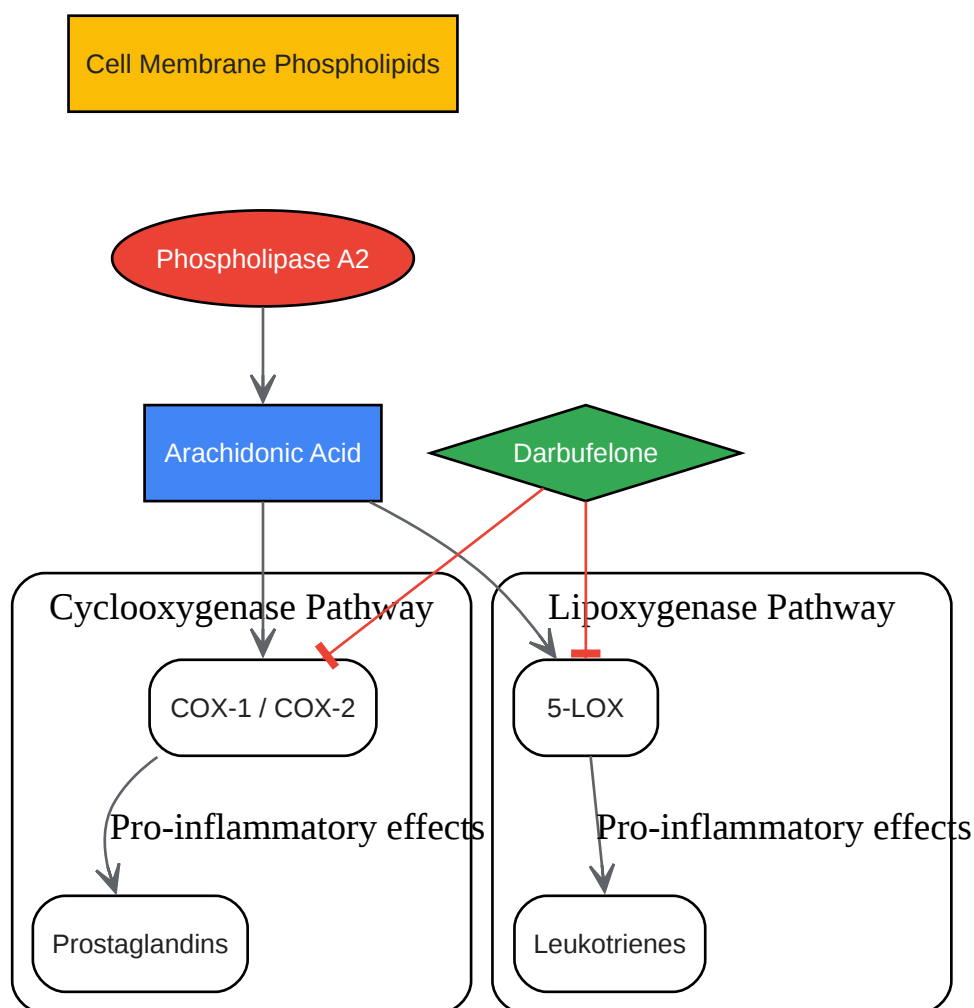 Cell Membrane Phospholipids
Phospholipase A2
Arachidonic Acid
Darbufelone
Cyclooxygenase Pathway
Lipoxygenase Pathway
COX-1 / COX-2
5-LOX
Pro-inflammatory effects
Pro-inflammatory effects
Prostaglandins
Leukotrienes